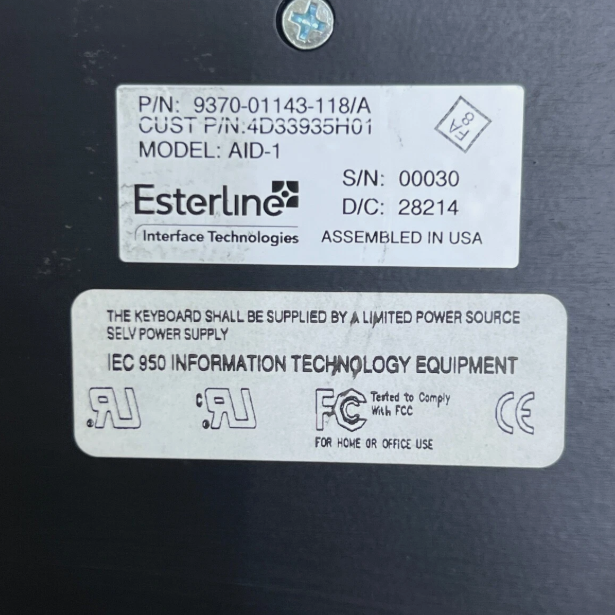 P/N: 9370-01143-118/A
CUST P/N:4D33935H01
MODEL: AID-1
S/N: 00030
Esterline
D/C: 28214
Interface Technologies
ASSEMBLED IN USA
THE KEYBOARD SHALL BE SUPPLIED BY A LIMITED POWER SOURCE
SELV POWER SUPPLY
IEC 950 INFORMATION TECHNOLOGY EQUIPMENT
c
FC Tested to Comply
With FCC
CE
FOR HOME OR OFFICE USE